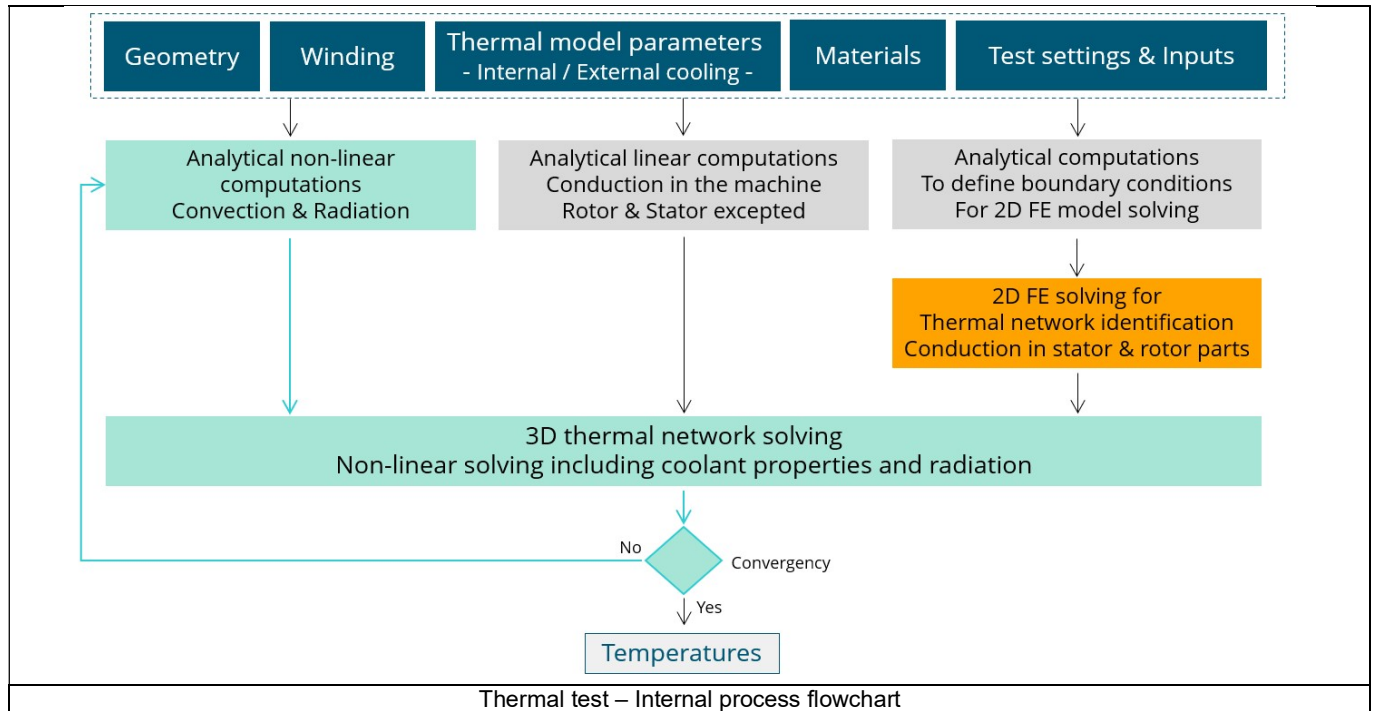 Geometry
Winding
Thermal model parameters
- Internal / External cooling -
Materials
Test settings & Inputs
Analytical non-linear
computations
Convection & Radiation
Analytical linear computations
Conduction in the machine
Rotor & Stator excepted
Analytical computations
To define boundary conditions
For 2D FE model solving
2D FE solving for
Thermal network identification
Conduction in stator & rotor parts
3D thermal network solving
Non-linear solving including coolant properties and radiation
No
Convergency
Yes
Temperatures
Thermal test – Internal process flowchart